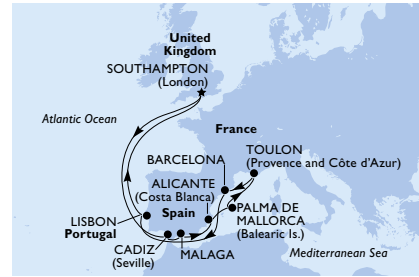 United
Kingdom
SOUTHAMPTON
(London)
Atlantic Ocean
France
TOULON
(Provence and Côte d'Azur)
BARCELONA
ALICANTE
(Costa Blanca)
PALMA DE
MALLORCA
(Balearic Is.)
Spain
LISBON
Portugal
CADIZ
(Seville)
MALAGA
Mediterranean Sea